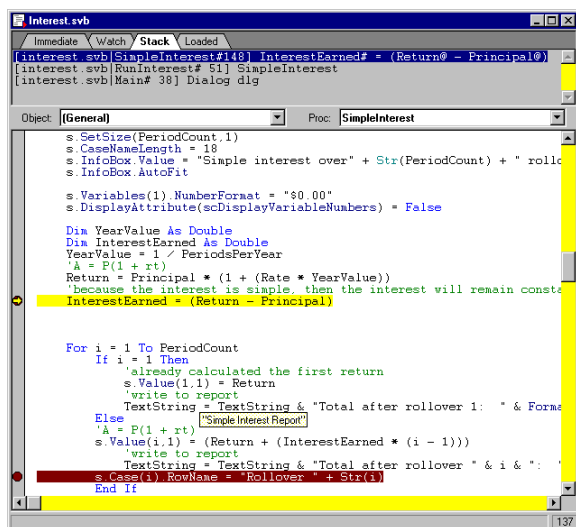 Interest.svb
Immediate Watch Stack Loaded
[interest.svb|SimpleInterest#148] InterestEarned# = (Return@ - Principal@)
[interest.svb|RunInterest# 51] SimpleInterest
[interest.svb|Main# 38] Dialog dlg
Object: (General) Proc: SimpleInterest
s.SetSize(PeriodCount,1)
s.CaseNameLength = 18
s.InfoBox.Value = "Simple interest over" + Str(PeriodCount) + " rollo
s.InfoBox.AutoFit
s.Variables(1).NumberFormat = "$0.00"
s.DisplayAttribute(scDisplayVariableNumbers) = False
Dim YearValue As Double
Dim InterestEarned As Double
YearValue = 1 / PeriodsPerYear
'A = P(1 + rt)
Return = Principal * (1 + (Rate * YearValue))
'because the interest is simple, then the interest will remain consta
InterestEarned = (Return - Principal)
For i = 1 To PeriodCount
If i = 1 Then
'already calculated the first return
s.Value(1,1) = Return
'write to report
TextString = TextString & "Total after rollover 1:  " & Forma
Else
"Simple Interest Report"
'A = P(1 + rt)
s.Value(i,1) = (Return + (InterestEarned * (i - 1)))
'write to report
TextString = TextString & "Total after rollover " & i & ":  "
s.Case(i).RowName = "Rollover " + Str(i)
End If
137